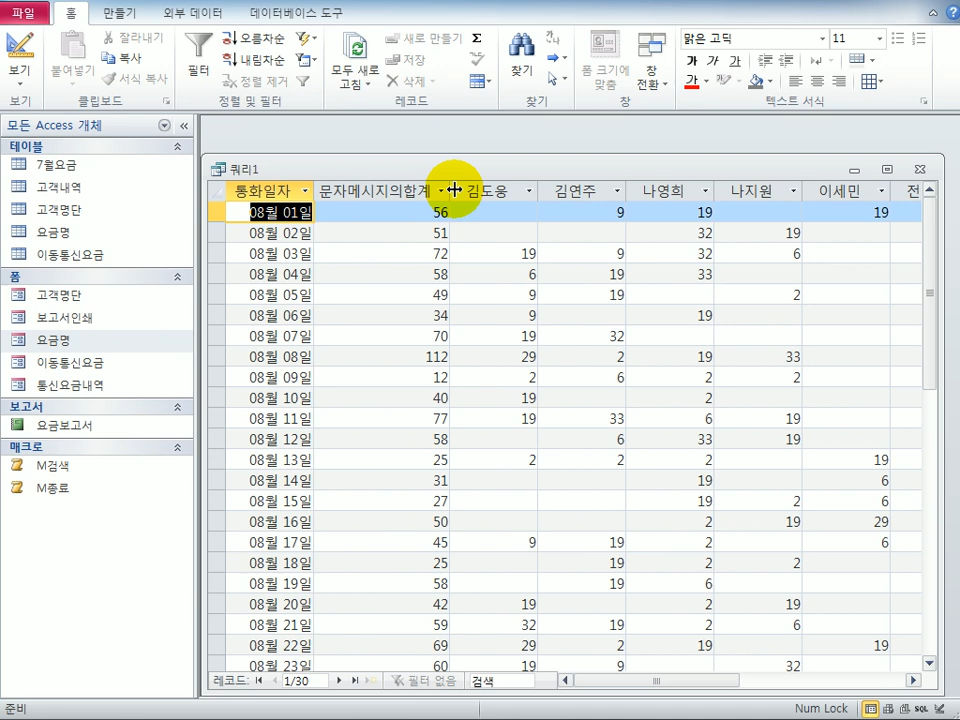 파일 홈 만들기 외부 데이터 데이터베이스 도구
보기 붙여넣기 잘라내기 복사 서식 복사
필터 오름차순 내림차순 정렬 제거
모두 새로 고침 새로 만들기 저장 삭제
찾기 폼 크기에 맞춤 창 전환
맑은 고딕 11
가 가 가
가
보기 클립보드 정렬 및 필터 레코드 찾기 창 텍스트 서식
모든 Access 개체
테이블
7월요금
고객내역
고객명단
요금명
이동통신요금
폼
고객명단
보고서인쇄
요금명
이동통신요금
통신요금내역
보고서
요금보고서
매크로
M검색
M종료
쿼리1
통화일자 문자메시지의합계 김도웅 김연주 나영희 나지원 이세민 전
08월 01일 56 9 19 19
08월 02일 51 32 19
08월 03일 72 19 9 32 6
08월 04일 58 6 19 33
08월 05일 49 9 19 2
08월 06일 34 9 19
08월 07일 70 19 32
08월 08일 112 29 2 19 33
08월 09일 12 2 6 2 2
08월 10일 40 19 2
08월 11일 77 19 33 6 19
08월 12일 58 6 33 19
08월 13일 25 2 2 2 19
08월 14일 31 19 6
08월 15일 27 19 2 6
08월 16일 50 2 19 29
08월 17일 45 9 19 2 6
08월 18일 25 19 2 2
08월 19일 58 19 6
08월 20일 42 19 2 19
08월 21일 59 32 19 2 6
08월 22일 69 29 2 19 19
08월 23일 60 19 9 32
레코드: 1/30 필터 없음 검색
준비 Num Lock SQL